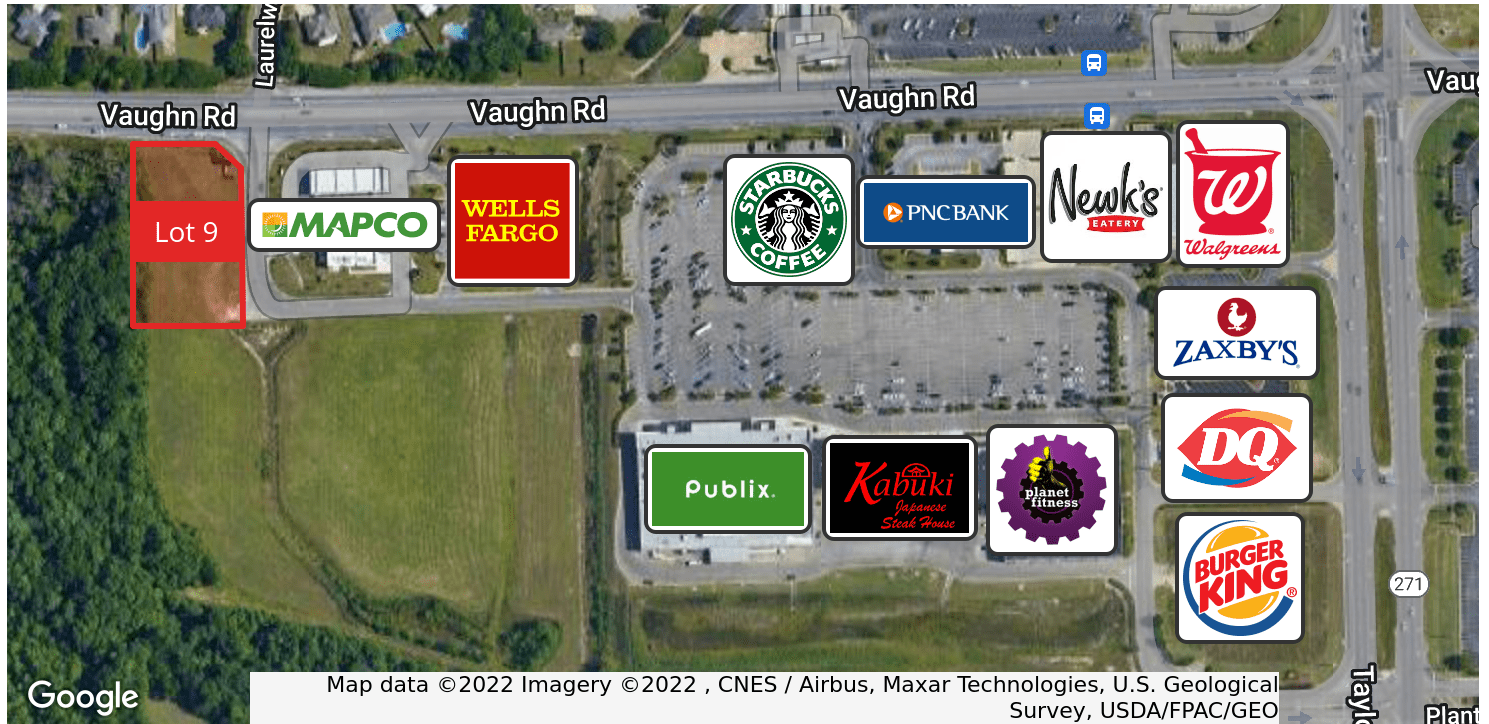 Laurelw
Vaughn Rd
Vaughn Rd
Vaughn Rd
Vaug
Lot 9
MAPCO
WELLS
FARGO
STARBUCKS
COFFEE
PNC BANK
Newk's
EATERY
W
Walgreens
ZAXBY'S
DQ
Publix.
Kabuki
Japanese
Steak House
planet
fitness
BURGER
KING®
271
Taylo
Plant
Google
Map data ©2022 Imagery ©2022 , CNES / Airbus, Maxar Technologies, U.S. Geological
Survey, USDA/FPAC/GEO